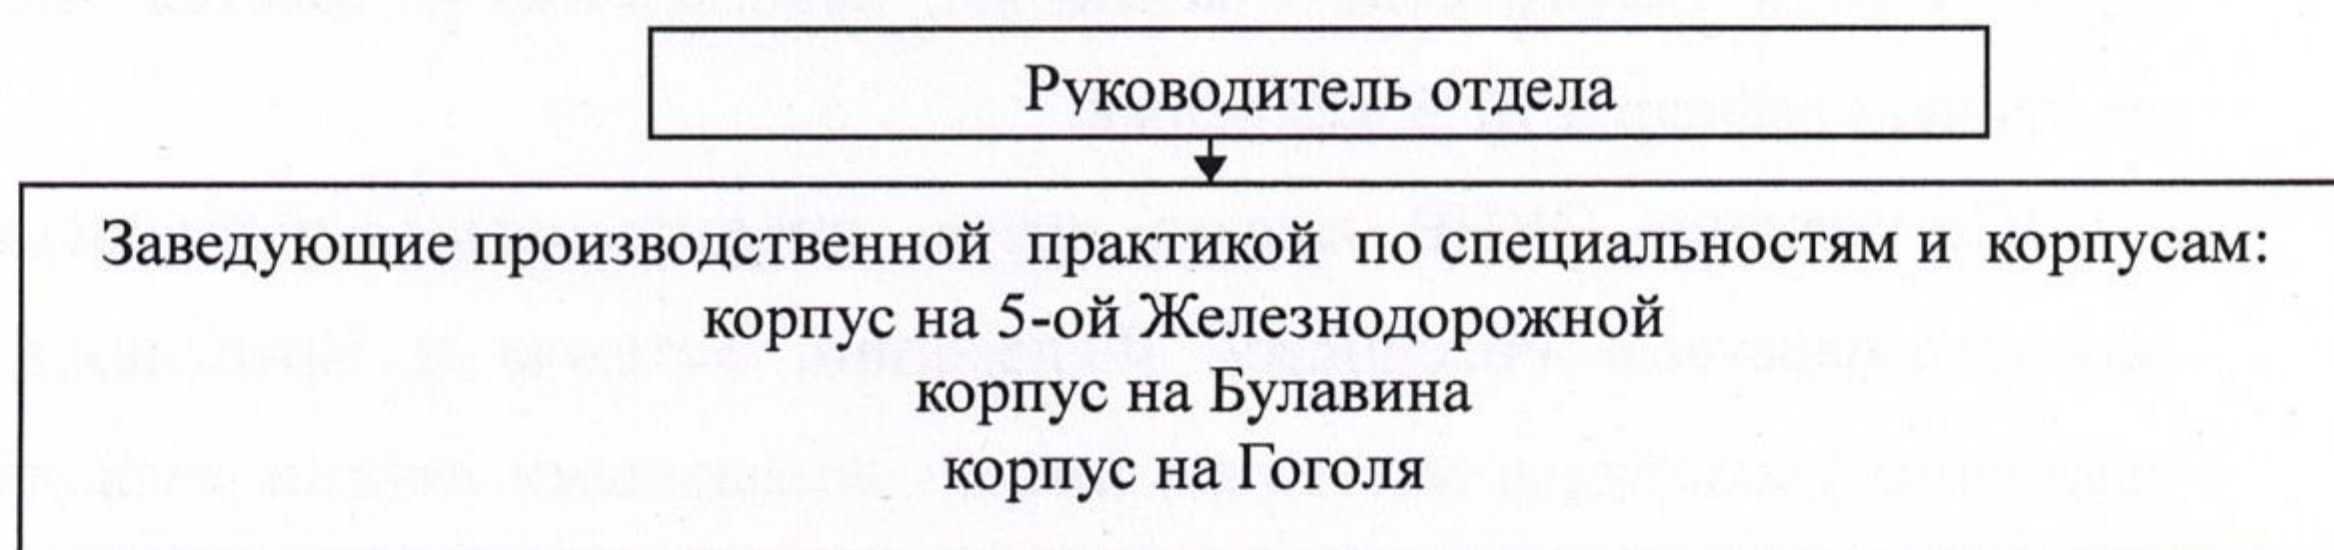 Руководитель отдела
Заведующие производственной практикой по специальностям и корпусам:
корпус на 5-ой Железнодорожной
корпус на Булавина
корпус на Гоголя